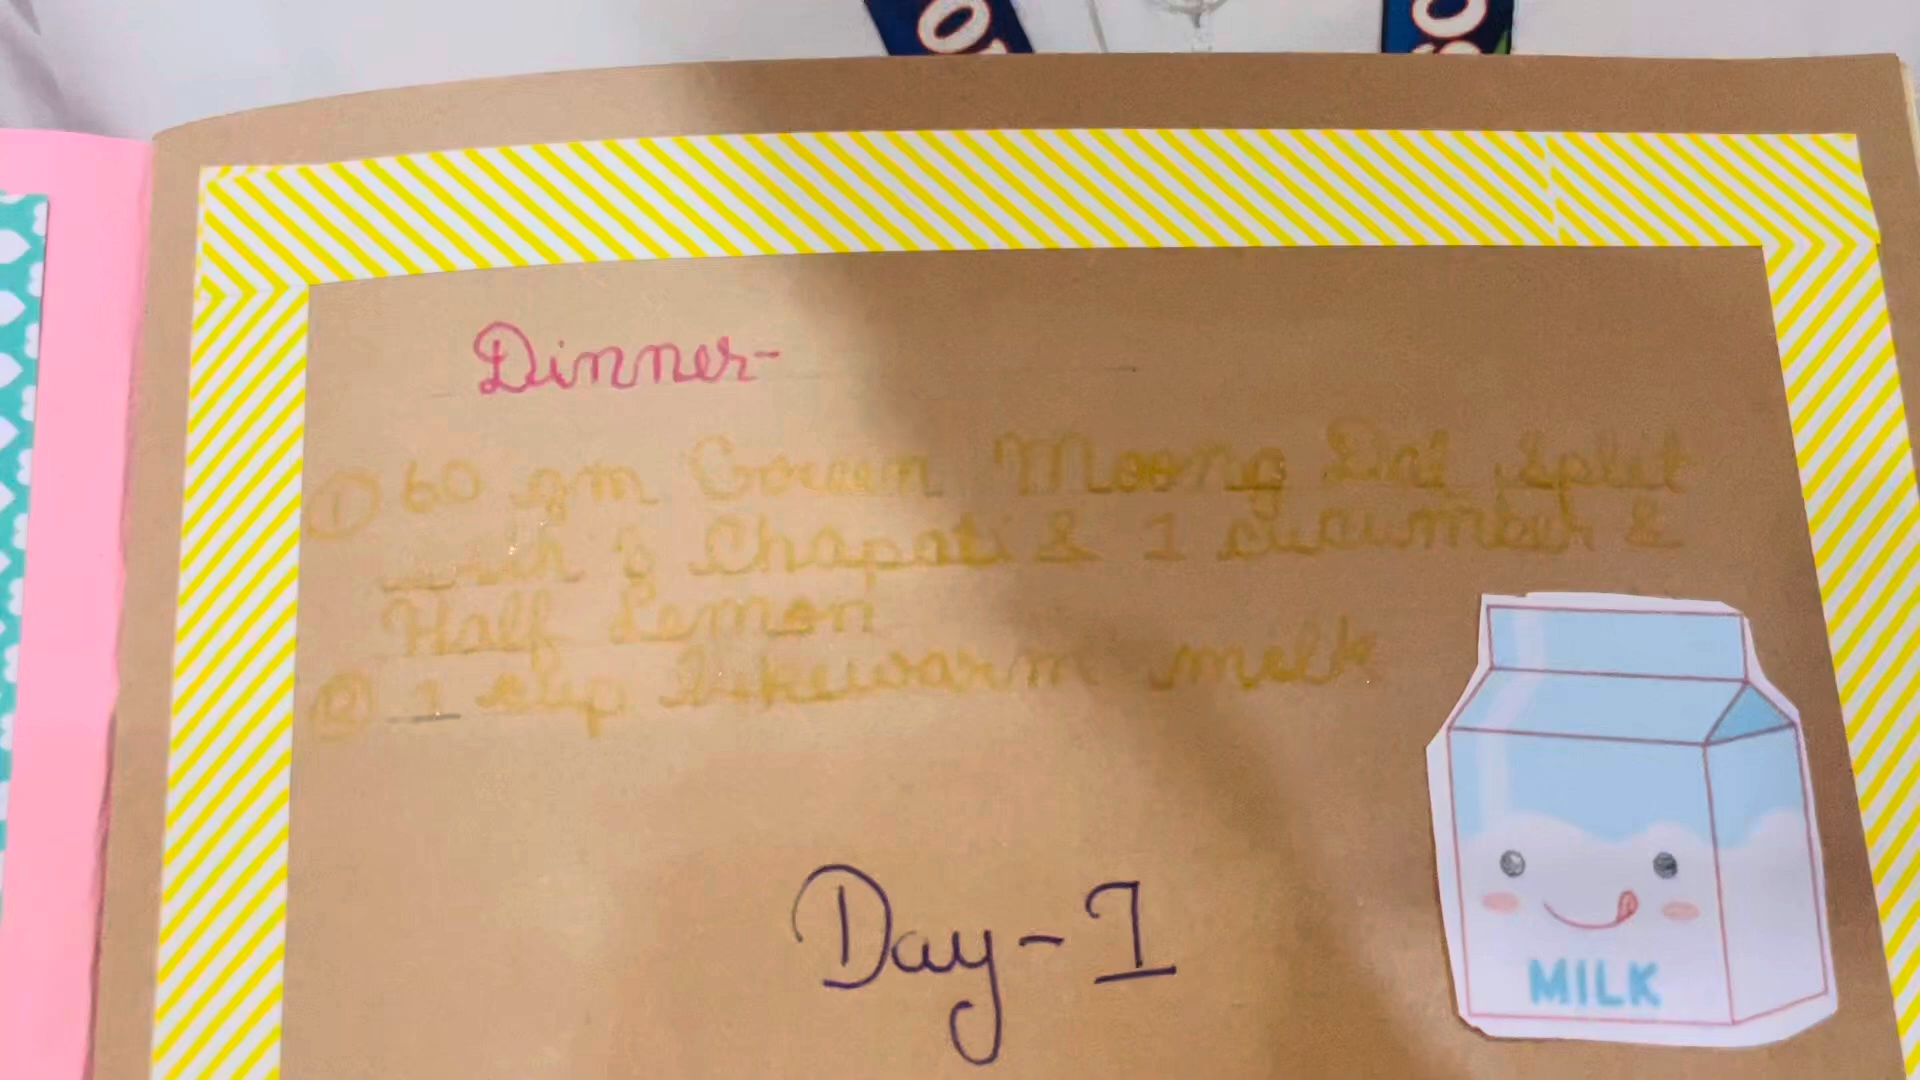 Dinner-
① 60 gm Green Moong Dal split
with Chapati & 1 cucumber &
Half Lemon
② 1 cup lukewarm milk
Day-I
MILK